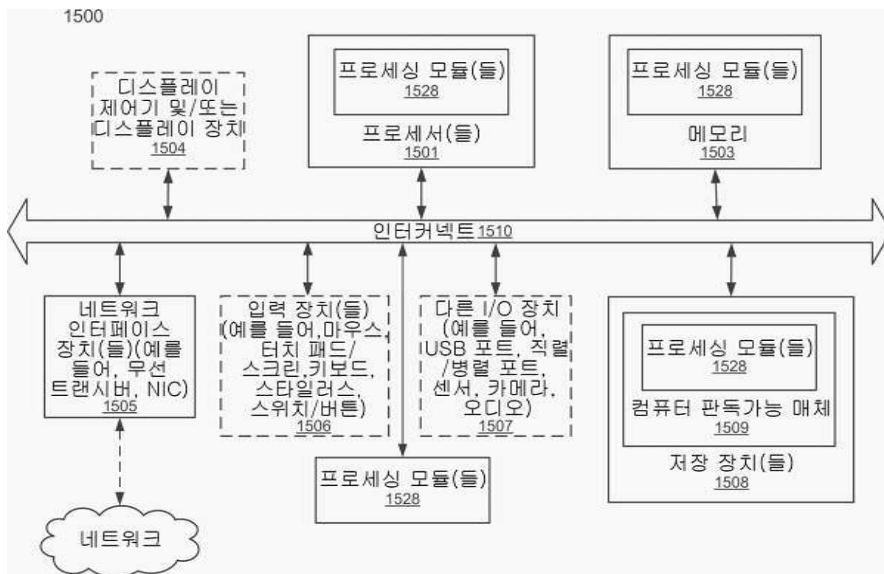 1500
디스플레이
제어기 및/또는
디스플레이 장치
1504
프로세싱 모듈(들)
1528
프로세서(들)
1501
프로세싱 모듈(들)
1528
메모리
1503
인터커넥트 1510
네트워크
인터페이스
장치(들)(예를
들어, 무선
트랜시버, NIC)
1505
입력 장치(들)
(예를 들어,마우스,
터치 패드/
스크린,키보드,
스타일러스,
스위치/버튼)
1506
다른 I/O 장치
(예를 들어,
USB 포트, 직렬
/병렬 포트,
센서, 카메라,
오디오)
1507
프로세싱 모듈(들)
1528
컴퓨터 판독가능 매체
1509
저장 장치(들)
1508
프로세싱 모듈(들)
1528
네트워크